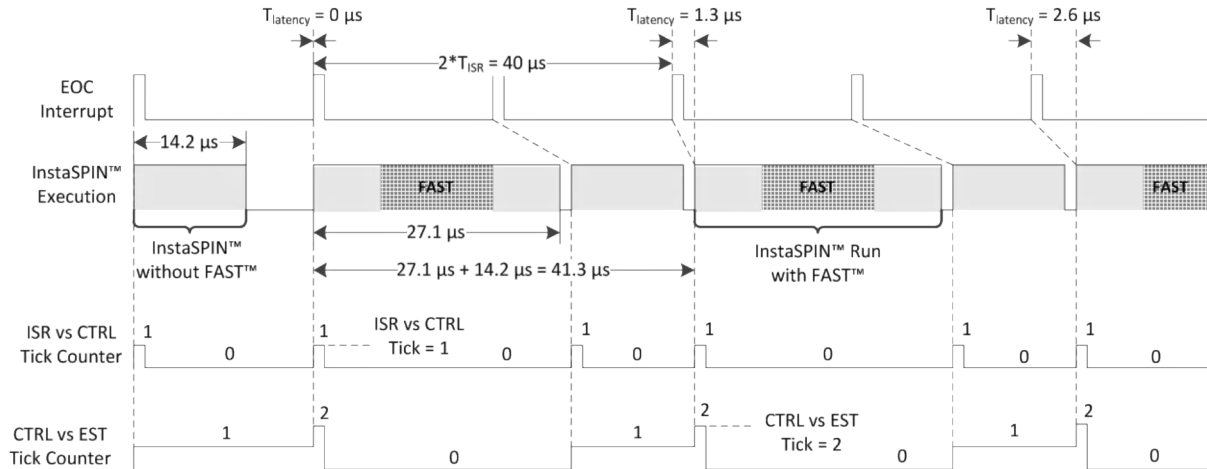 T latency = 0 µs
T latency = 1.3 µs
T latency = 2.6 µs
2*T ISR = 40 µs
EOC
Interrupt
14.2 µs
InstaSPIN™
Execution
FAST
FAST
FAST
InstaSPIN™
without FAST™
27.1 µs
InstaSPIN™ Run
with FAST™
27.1 µs + 14.2 µs = 41.3 µs
ISR vs CTRL
Tick Counter
1
0
1
ISR vs CTRL
Tick = 1
0
1
0
1
0
1
0
1
0
CTRL vs EST
Tick Counter
1
2
0
1
2
CTRL vs EST
Tick = 2
0
1
2
0